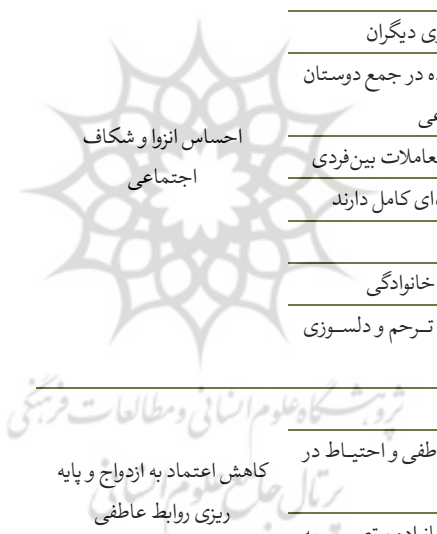 ی دیگران
ه در جمع دوستان
عی
عاملات بین‌فردی
ای کامل دارند
خانوادگی
ترحم و دلسوزی
احساس انزوا و شکاف
اجتماعی
پژوهشگاه علوم انسانی و مطالعات فرهنگی
طفی و احتیاط در
کاهش اعتماد به ازدواج و پایه
ریزی روابط عاطفی
پرتال جامع علوم انسانی